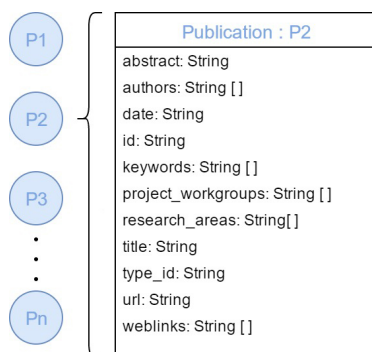 P1
P2
P3
Pn
Publication : P2
abstract: String
authors: String [ ]
date: String
id: String
keywords: String [ ]
project_workgroups: String [ ]
research_areas: String[ ]
title: String
type_id: String
url: String
weblinks: String [ ]